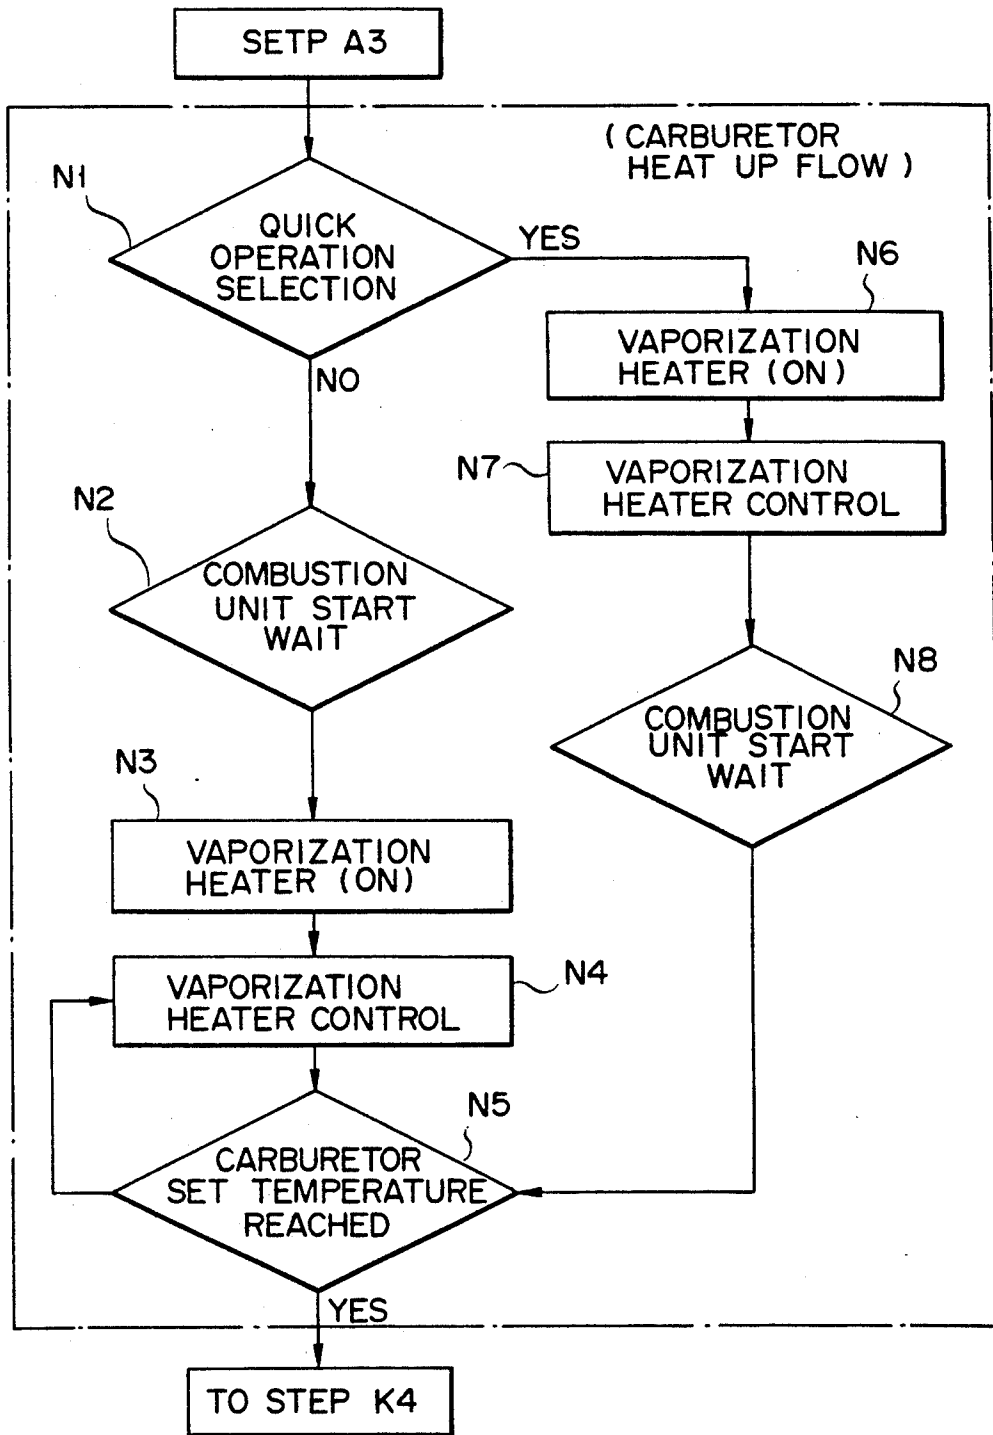 SETP A3
( CARBURETOR
HEAT UP FLOW )
N1
QUICK
OPERATION
SELECTION
YES
NO
N6
VAPORIZATION
HEATER (ON)
N7
VAPORIZATION
HEATER CONTROL
N2
COMBUSTION
UNIT START
WAIT
N8
COMBUSTION
UNIT START
WAIT
N3
VAPORIZATION
HEATER (ON)
N4
VAPORIZATION
HEATER CONTROL
N5
CARBURETOR
SET TEMPERATURE
REACHED
YES
TO STEP K4